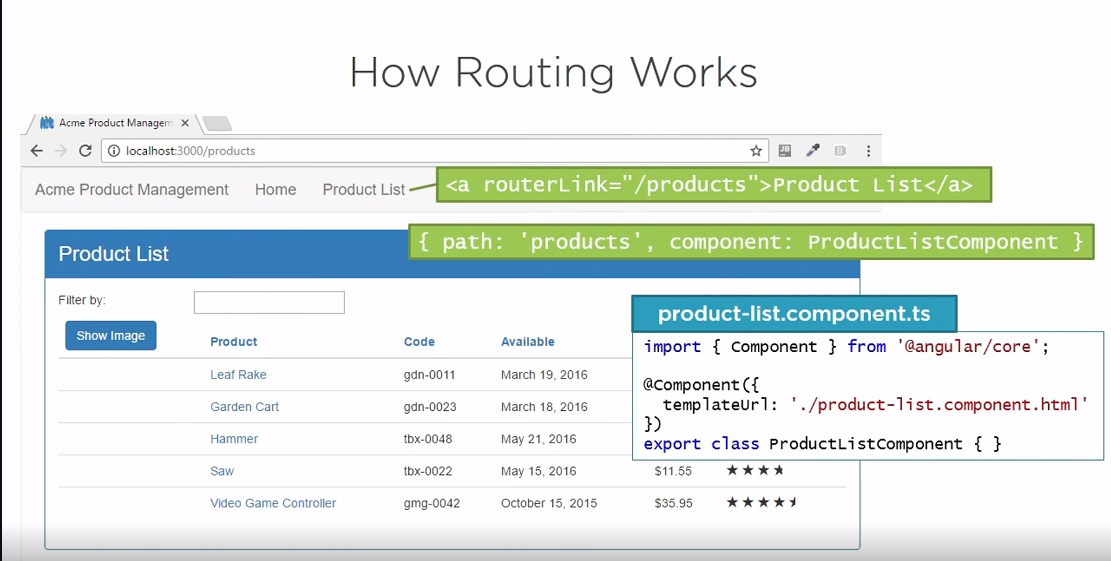 How Routing Works
Acme Product Managem
localhost:3000/products
Acme Product Management Home Product List
<a routerLink="/products">Product List</a>
{ path: 'products', component: ProductListComponent }
Product List
Filter by:
Show Image
Product Code Available
Leaf Rake gdn-0011 March 19, 2016
Garden Cart gdn-0023 March 18, 2016
Hammer tbx-0048 May 21, 2016
Saw tbx-0022 May 15, 2016 $11.55
Video Game Controller gmg-0042 October 15, 2015 $35.95
product-list.component.ts
import { Component } from '@angular/core';
@Component({
templateUrl: './product-list.component.html'
})
export class ProductListComponent { }